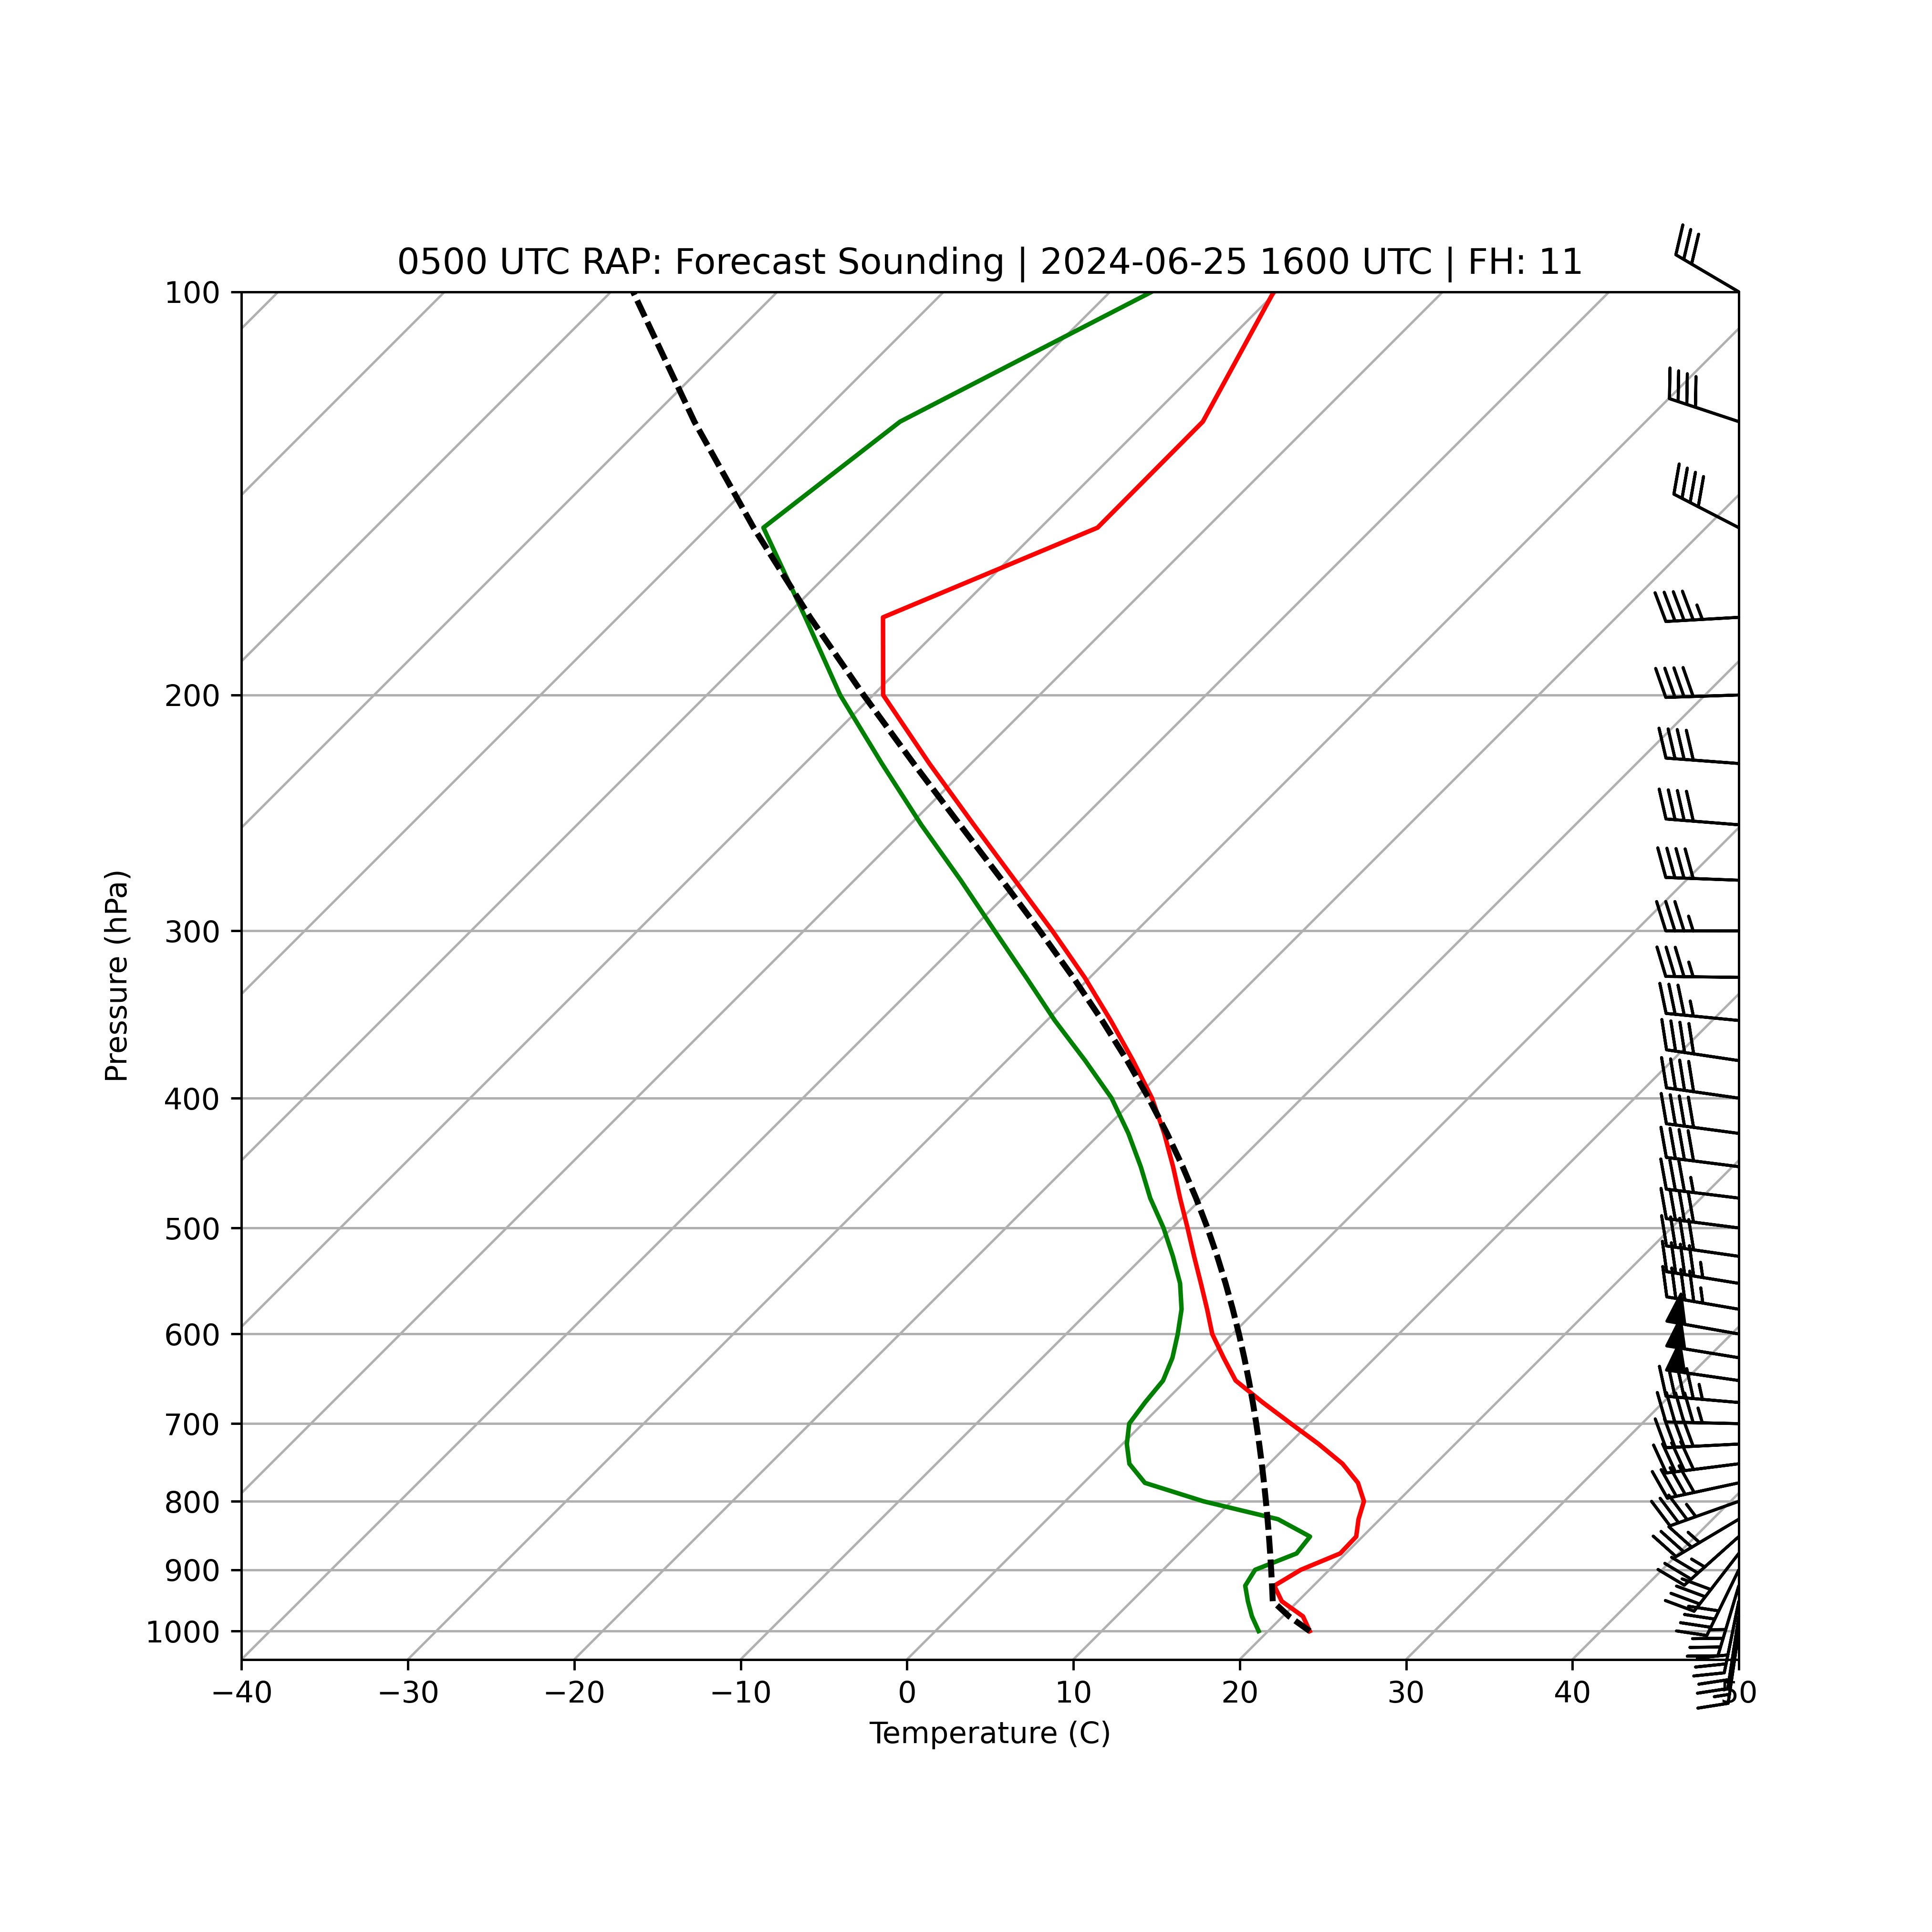 0500 UTC RAP: Forecast Sounding | 2024-06-25 1600 UTC | FH: 11
100
200
300
400
500
600
700
800
900
1000
Pressure (hPa)
−40 −30 −20 −10 0 10 20 30 40 50
Temperature (C)